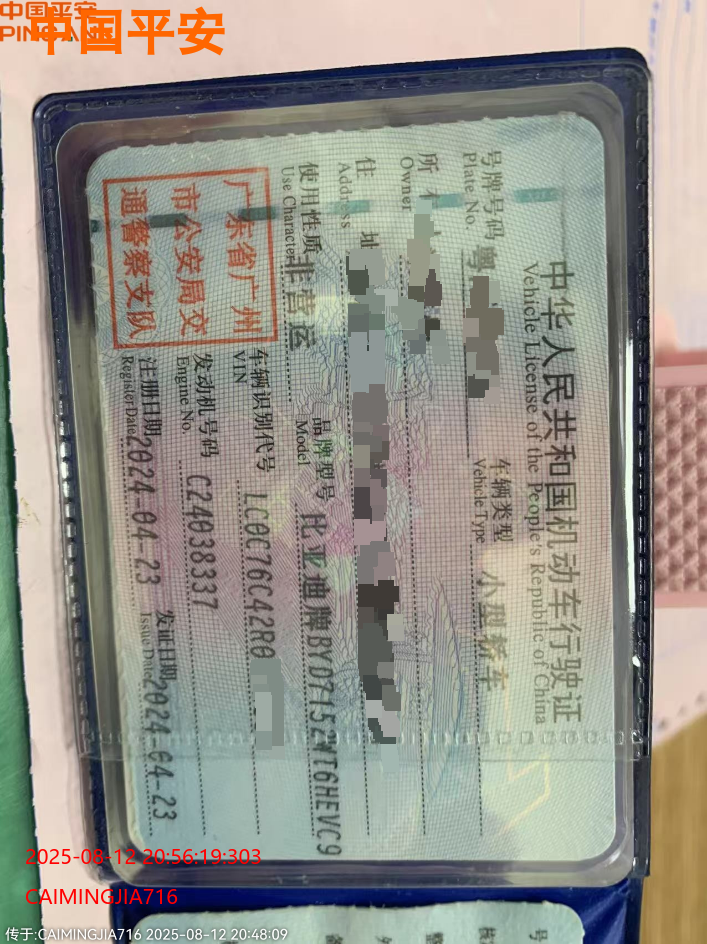 中国平安
PING AN
中国平安
中华人民共和国机动车行驶证
Vehicle License of the People's Republic of China
号牌号码 粤 车辆类型 小型轿车
Plate No. Vehicle Type
所
Owner
住 址
Address
使用性质 非营运 品牌型号 比亚迪牌BYD7152WT6HEVC9
Use Character Model
广东省广州
市公安局交
通警察支队
车辆识别代号 LC0C76C42R0
VIN
发动机号码 C24038337
Engine No.
注册日期 2024-04-23 发证日期 2024-04-23
Register Date Issue Date
号
核
整
外
2025-08-12 20:56:19:303
CAIMINGJIA716
传于:CAIMINGJIA716 2025-08-12 20:48:09